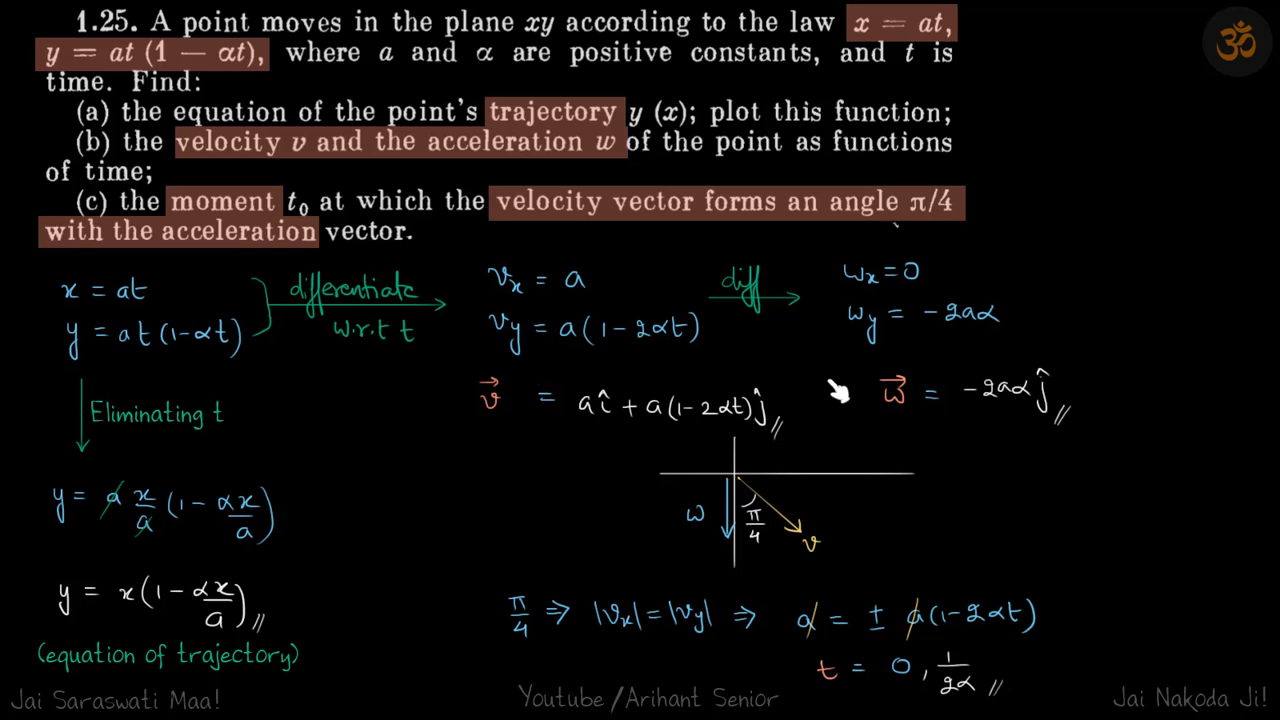 1.25. A point moves in the plane xy according to the law x = at,
y = at (1 — αt), where a and α are positive constants, and t is
time. Find:
(a) the equation of the point's trajectory y (x); plot this function;
(b) the velocity v and the acceleration w of the point as functions
of time;
(c) the moment t₀ at which the velocity vector forms an angle π/4
with the acceleration vector.
x = at
y = at(1-αt)
differentiate
w.r.t t
vx = a
vy = a(1-2αt)
diff
wx = 0
wy = -2aα
v⃗ = aî + a(1-2αt)ĵ //
w⃗ = -2aα ĵ //
Eliminating t
y = a x/a (1 - αx/a)
y = x(1 - αx/a) //
(equation of trajectory)
ω
π/4
v
π/4 ⇒ |vx| = |vy| ⇒ a = ± a(1-2αt)
t = 0, 1/2α //
Jai Saraswati Maa!
Youtube /Arihant Senior
Jai Nakoda Ji!
ॐ